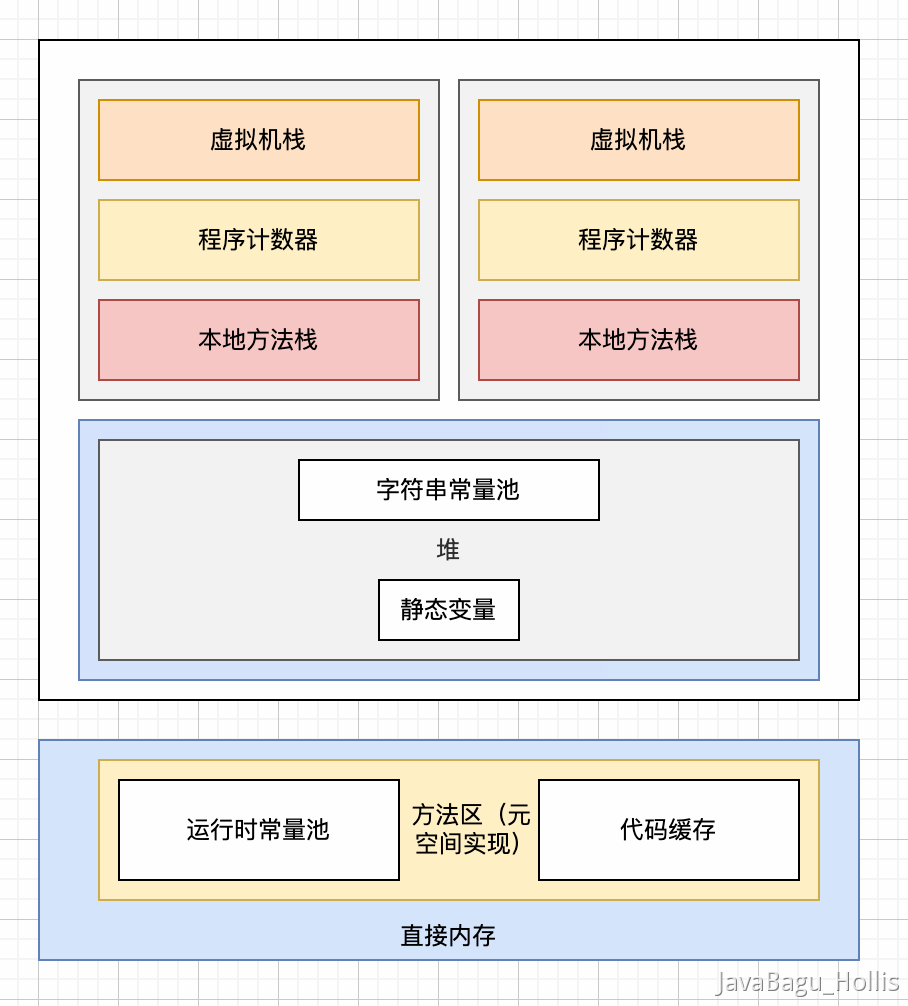 虚拟机栈
虚拟机栈
程序计数器
程序计数器
本地方法栈
本地方法栈
字符串常量池
堆
静态变量
运行时常量池
方法区（元
空间实现）
代码缓存
直接内存
JavaBagu_Hollis